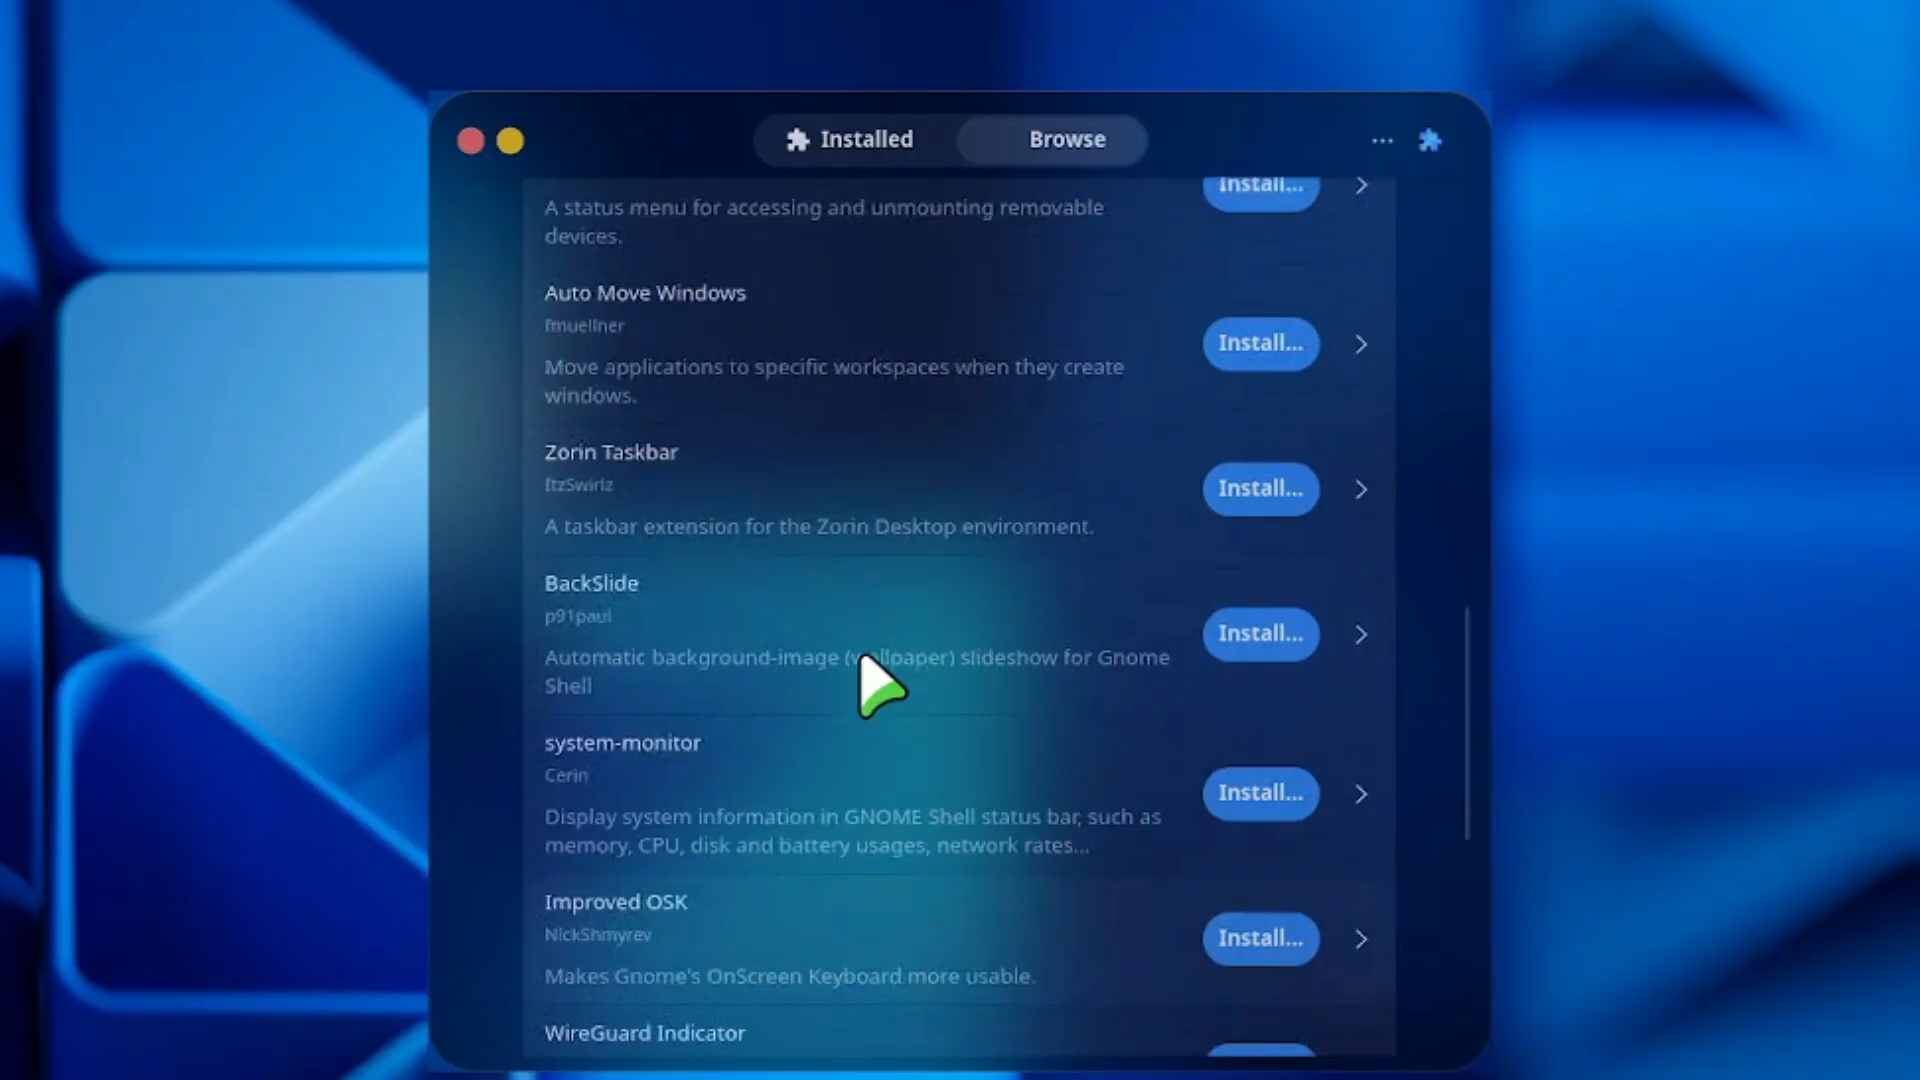 Installed
Browse
Install...
A status menu for accessing and unmounting removable
devices.
Auto Move Windows
fmuellner
Install...
Move applications to specific workspaces when they create
windows.
Zorin Taskbar
ItzSwirlz
Install...
A taskbar extension for the Zorin Desktop environment.
BackSlide
p91paul
Install...
Automatic background-image (wallpaper) slideshow for Gnome
Shell
system-monitor
Cerin
Install...
Display system information in GNOME Shell status bar, such as
memory, CPU, disk and battery usages, network rates...
Improved OSK
NickShmyrev
Install...
Makes Gnome's OnScreen Keyboard more usable.
WireGuard Indicator